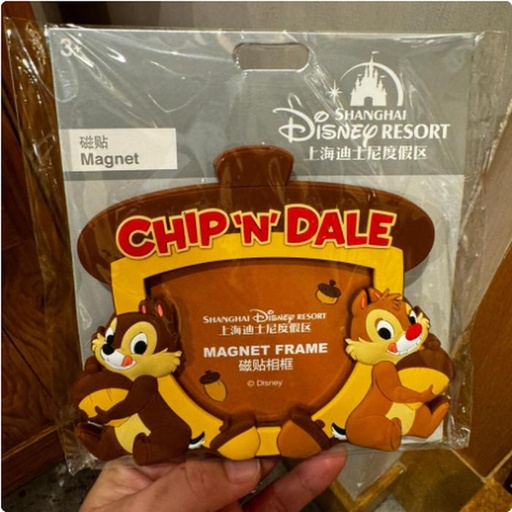 3+
SHANGHAI
Disney RESORT
上海迪士尼度假区
磁贴
Magnet
CHIP 'N' DALE
SHANGHAI Disney RESORT
上海迪士尼度假区
MAGNET FRAME
磁贴相框
© Disney